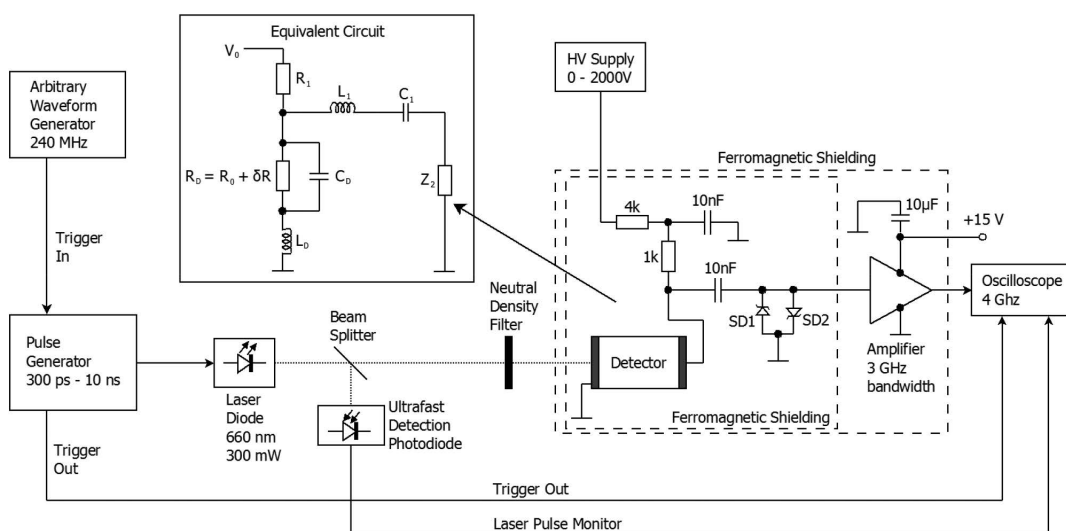 Equivalent Circuit
V₀
R₁
L₁
C₁
R_D = R₀ + δR
C_D
Z₂
L_D
Arbitrary
Waveform
Generator
240 MHz
Trigger
In
Pulse
Generator
300 ps - 10 ns
Trigger
Out
Laser
Diode
660 nm
300 mW
Beam
Splitter
Ultrafast
Detection
Photodiode
Neutral
Density
Filter
HV Supply
0 - 2000V
Ferromagnetic Shielding
4k
10nF
1k
10nF
SD1
SD2
Detector
Ferromagnetic Shielding
10µF
+15 V
Amplifier
3 GHz
bandwidth
Oscilloscope
4 Ghz
Trigger Out
Laser Pulse Monitor